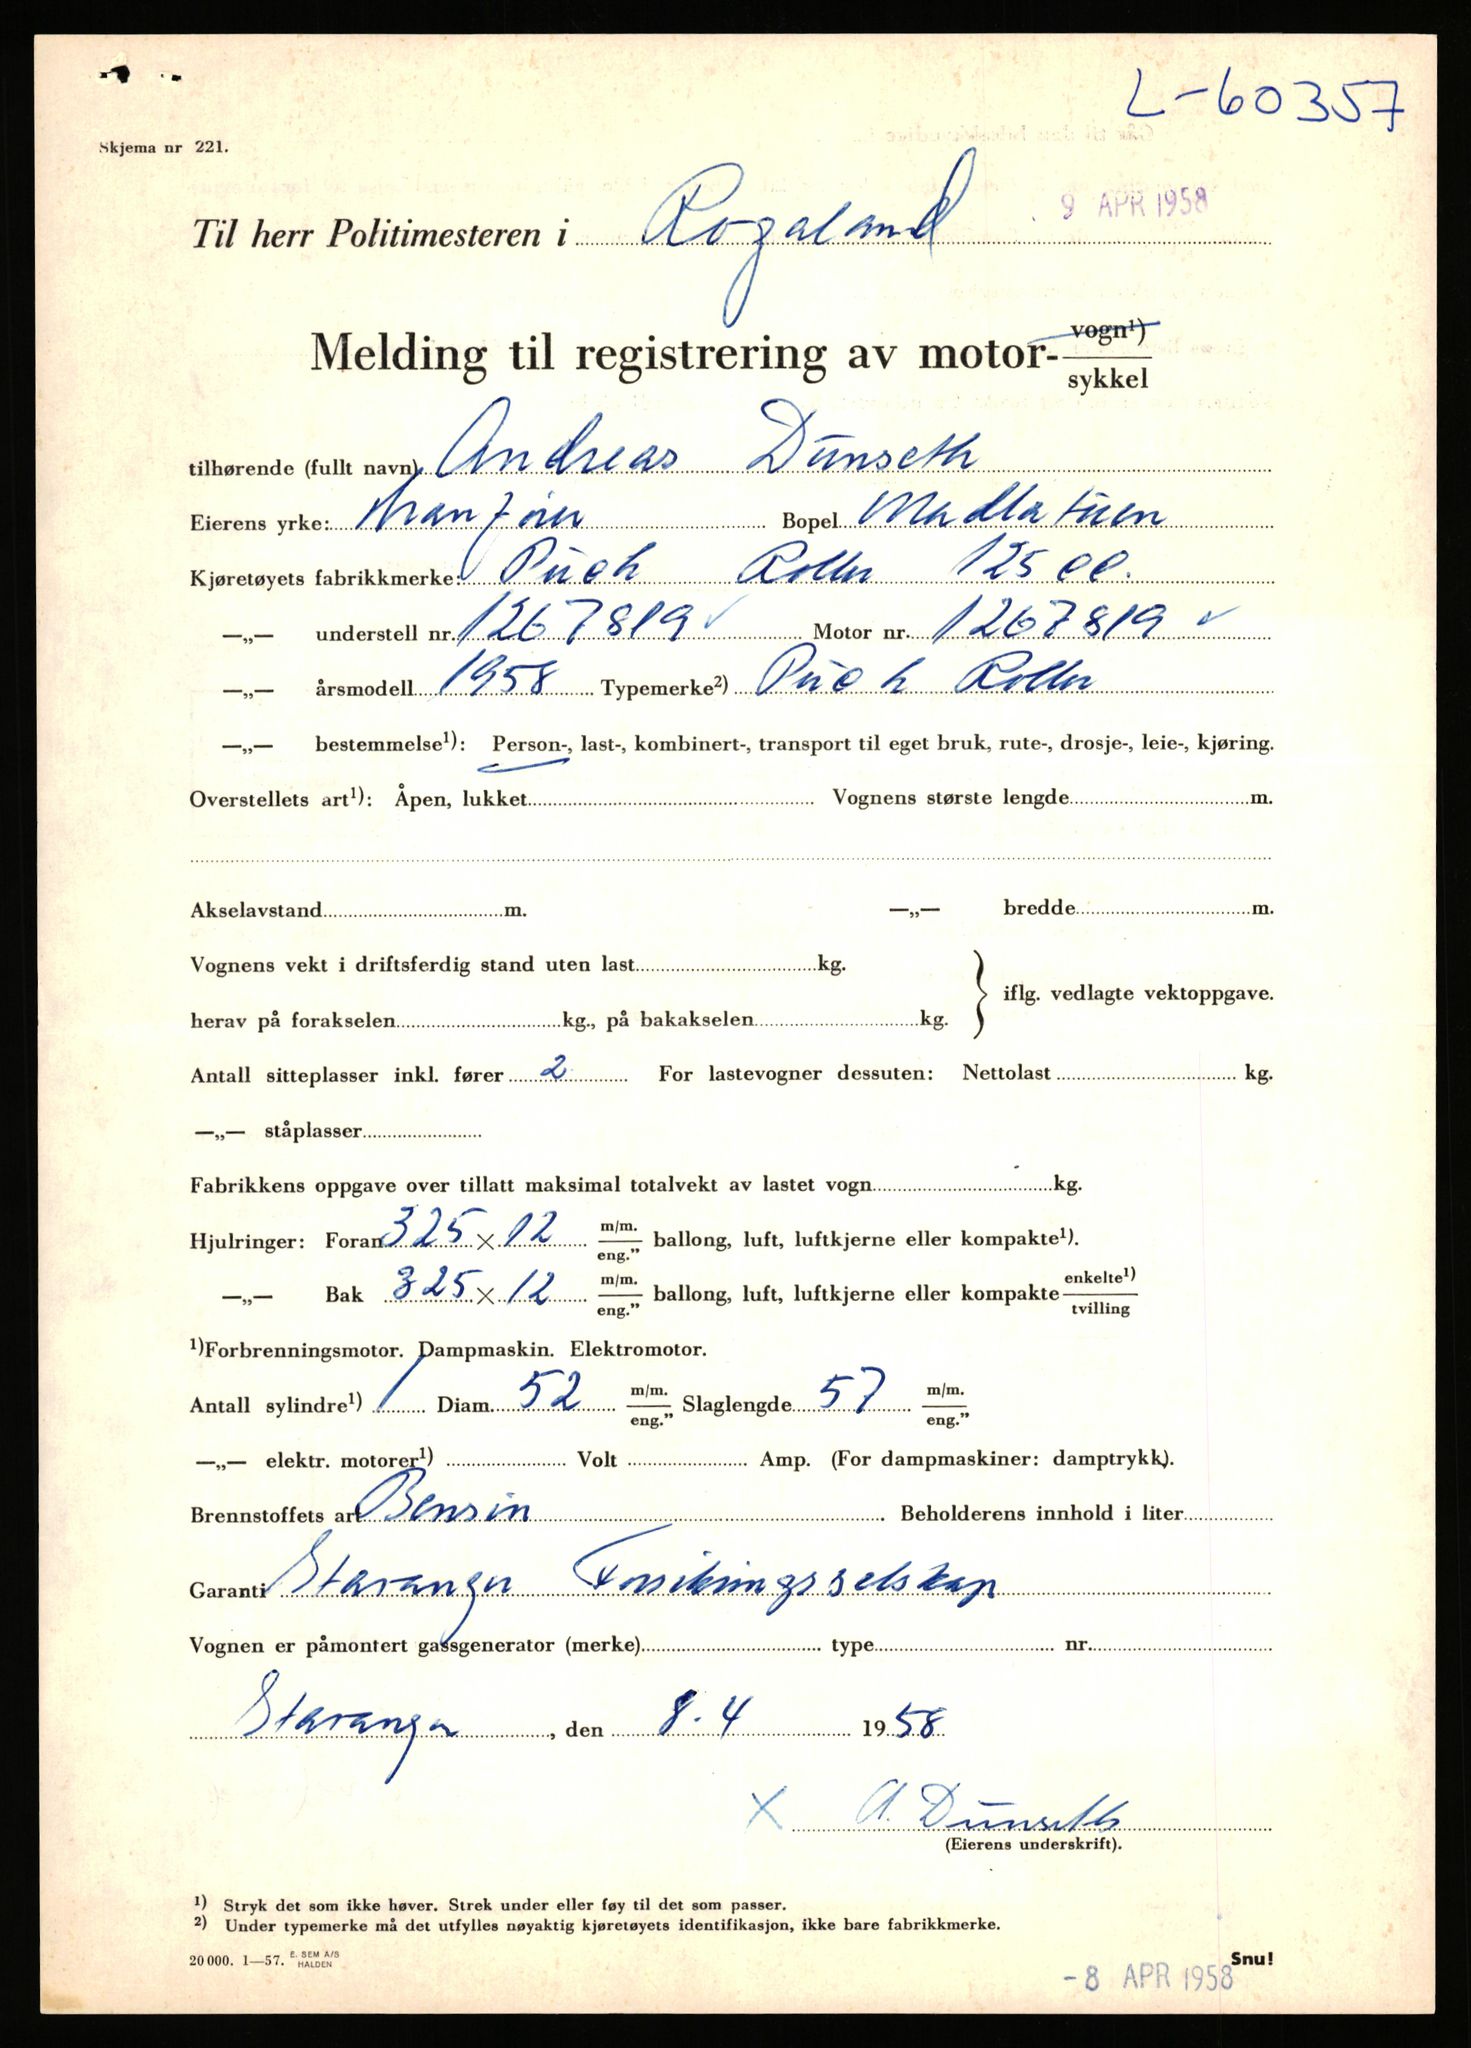 L-60357
Skjema nr 221.
9 APR 1958
Til herr Politimesteren i Rogaland
Melding til registrering av motor- vogn¹)
sykkel
tilhørende (fullt navn) Andreas Dunseth
Eierens yrke: Bopel Madlatuen
Kjøretøyets fabrikkmerke: Puch Roller 125 cc.
—„— understell nr. 1267819 Motor nr. 1267819
—„— årsmodell 1958 Typemerke²) Puch Roller
—„— bestemmelse¹): Person-, last-, kombinert-, transport til eget bruk, rute-, drosje-, leie-, kjøring.
Overstellets art¹): Åpen, lukket Vognens største lengde m.
Akselavstand m. —„— bredde m.
Vognens vekt i driftsferdig stand uten last kg.
iflg. vedlagte vektoppgave.
herav på forakselen kg., på bakakselen kg.
Antall sitteplasser inkl. fører 2 For lastevogner dessuten: Nettolast kg.
—„— ståplasser
Fabrikkens oppgave over tillatt maksimal totalvekt av lastet vogn kg.
Hjulringer: Foran 325 × 12 m/m. eng.” ballong, luft, luftkjerne eller kompakte¹).
—„— Bak 325 × 12 m/m. eng.” ballong, luft, luftkjerne eller kompakte enkelte¹) tvilling
¹)Forbrenningsmotor. Dampmaskin. Elektromotor.
Antall sylindre¹) 1 Diam. 52 m/m. eng.” Slaglengde 57 m/m. eng.”
—„— elektr. motorer¹) Volt Amp. (For dampmaskiner: damptrykk).
Brennstoffets art Bensin Beholderens innhold i liter
Garanti Stavanger Forsikringsselskap
Vognen er påmontert gassgenerator (merke) type nr.
Stavanger, den 8.4 1958
X A. Dunseth
(Eierens underskrift).
¹) Stryk det som ikke høver. Strek under eller føy til det som passer.
²) Under typemerke må det utfylles nøyaktig kjøretøyets identifikasjon, ikke bare fabrikkmerke.
20 000. 1—57. E. SEM A/S HALDEN
Snu!
-8 APR 1958